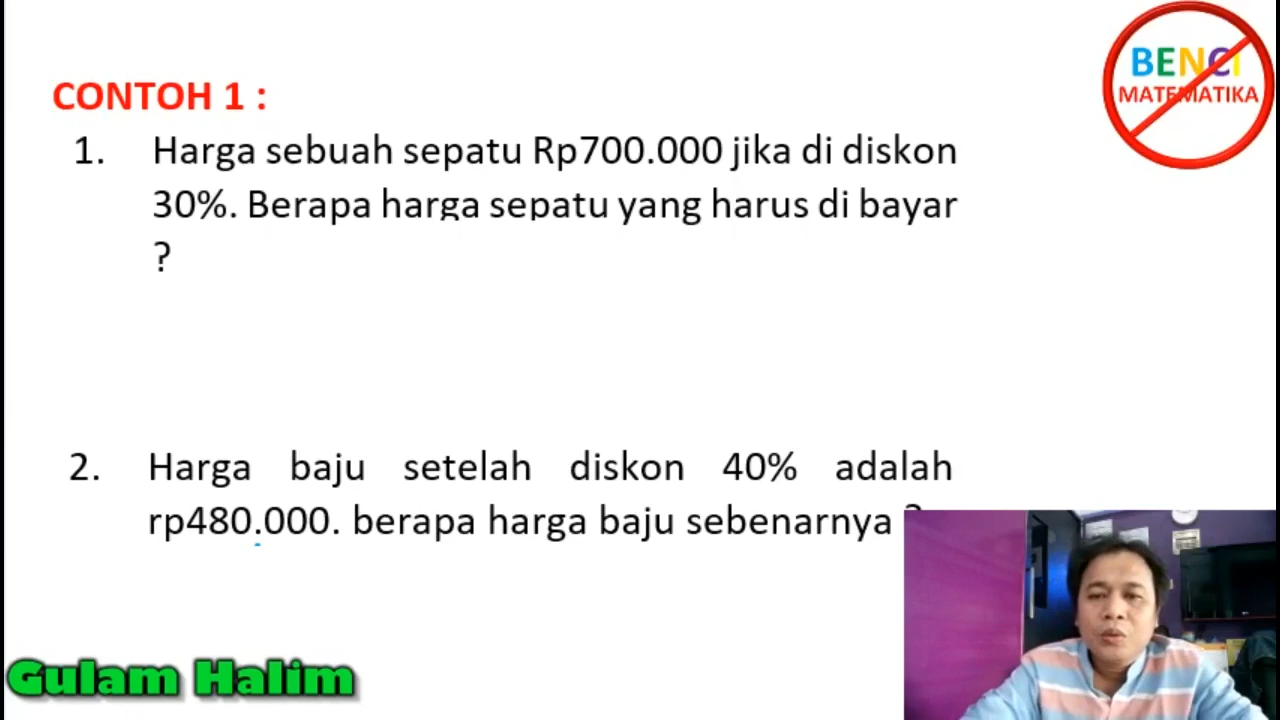 BENCI
MATEMATIKA
CONTOH 1 :
1. Harga sebuah sepatu Rp700.000 jika di diskon
30%. Berapa harga sepatu yang harus di bayar
?
2. Harga baju setelah diskon 40% adalah
rp480.000. berapa harga baju sebenarnya ?
Gulam Halim